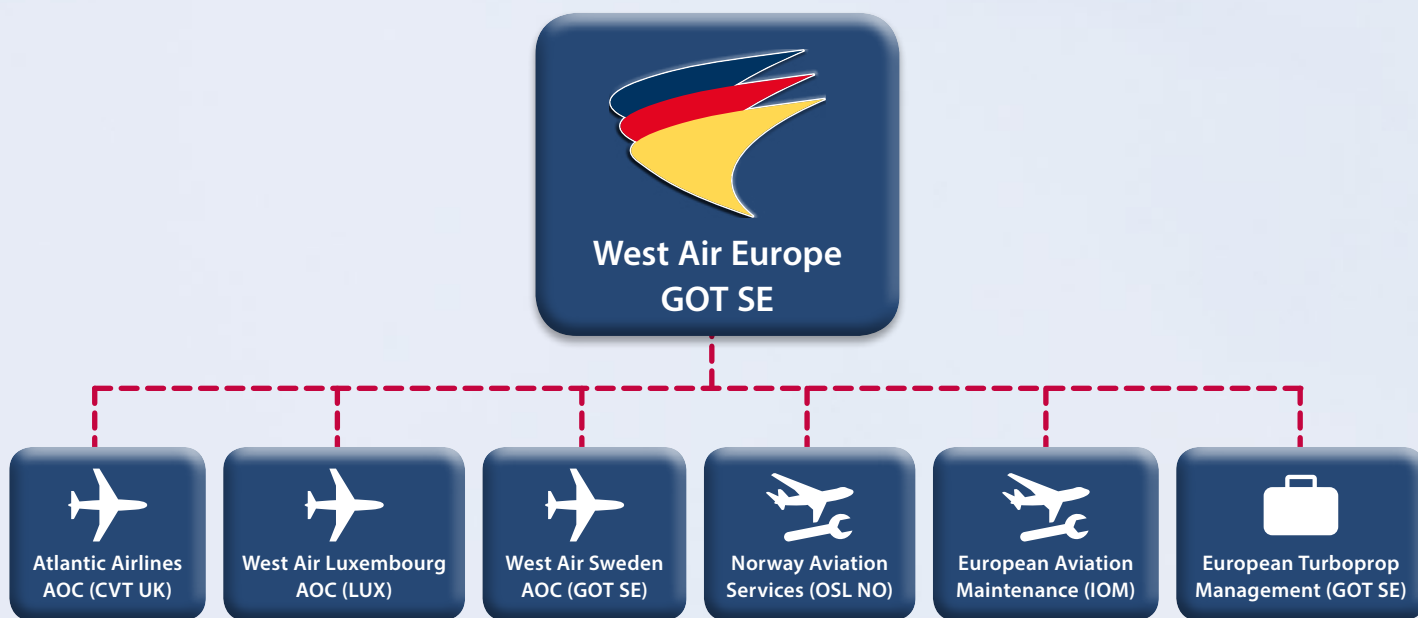 West Air Europe
GOT SE
Atlantic Airlines
AOC (CVT UK)
West Air Luxembourg
AOC (LUX)
West Air Sweden
AOC (GOT SE)
Norway Aviation
Services (OSL NO)
European Aviation
Maintenance (IOM)
European Turboprop
Management (GOT SE)